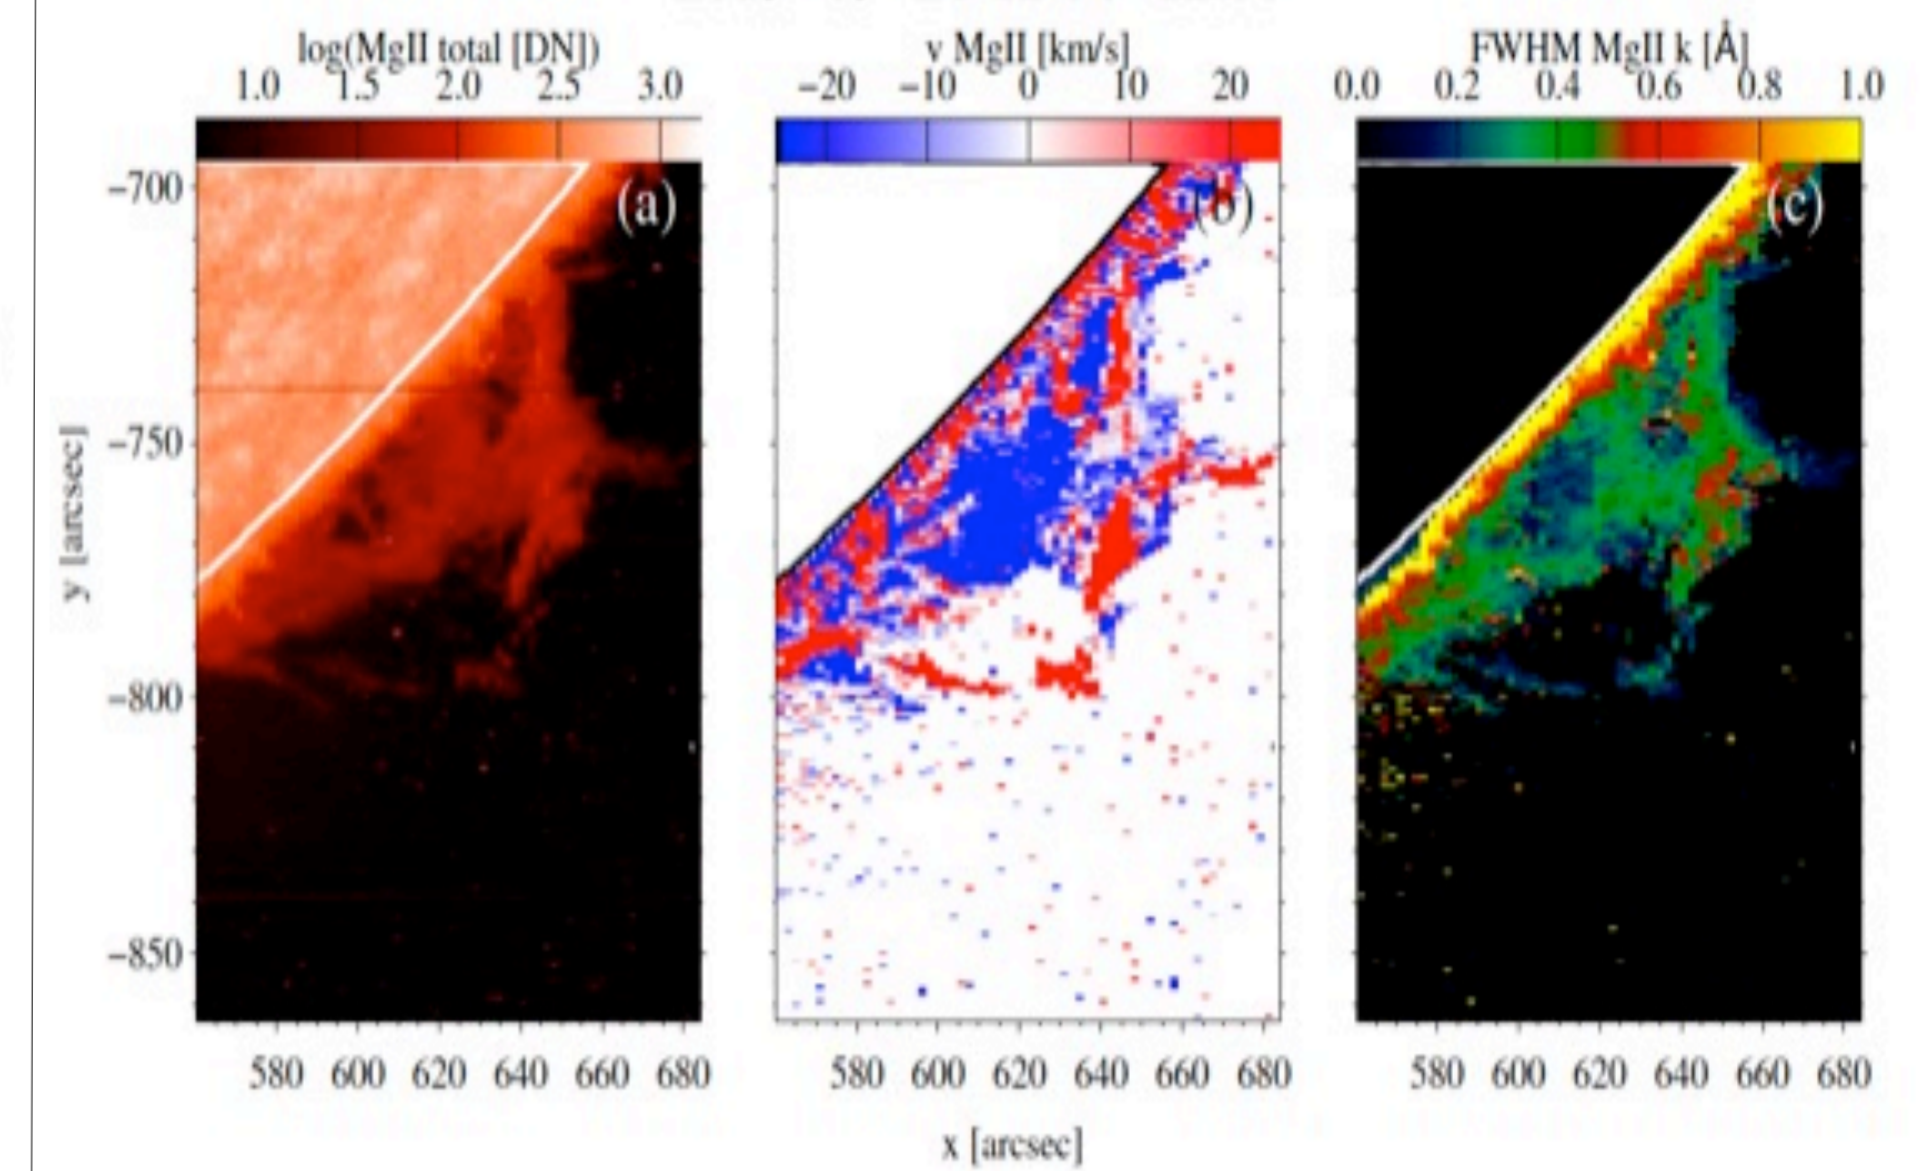 log(MgII total [DN])
1.0 1.5 2.0 2.5 3.0
v MgII [km/s]
−20 −10 0 10 20
FWHM MgII k [Å]
0.0 0.2 0.4 0.6 0.8 1.0
(a)
(b)
(c)
−700
−750
−800
−850
y [arcsec]
580 600 620 640 660 680
580 600 620 640 660 680
580 600 620 640 660 680
x [arcsec]